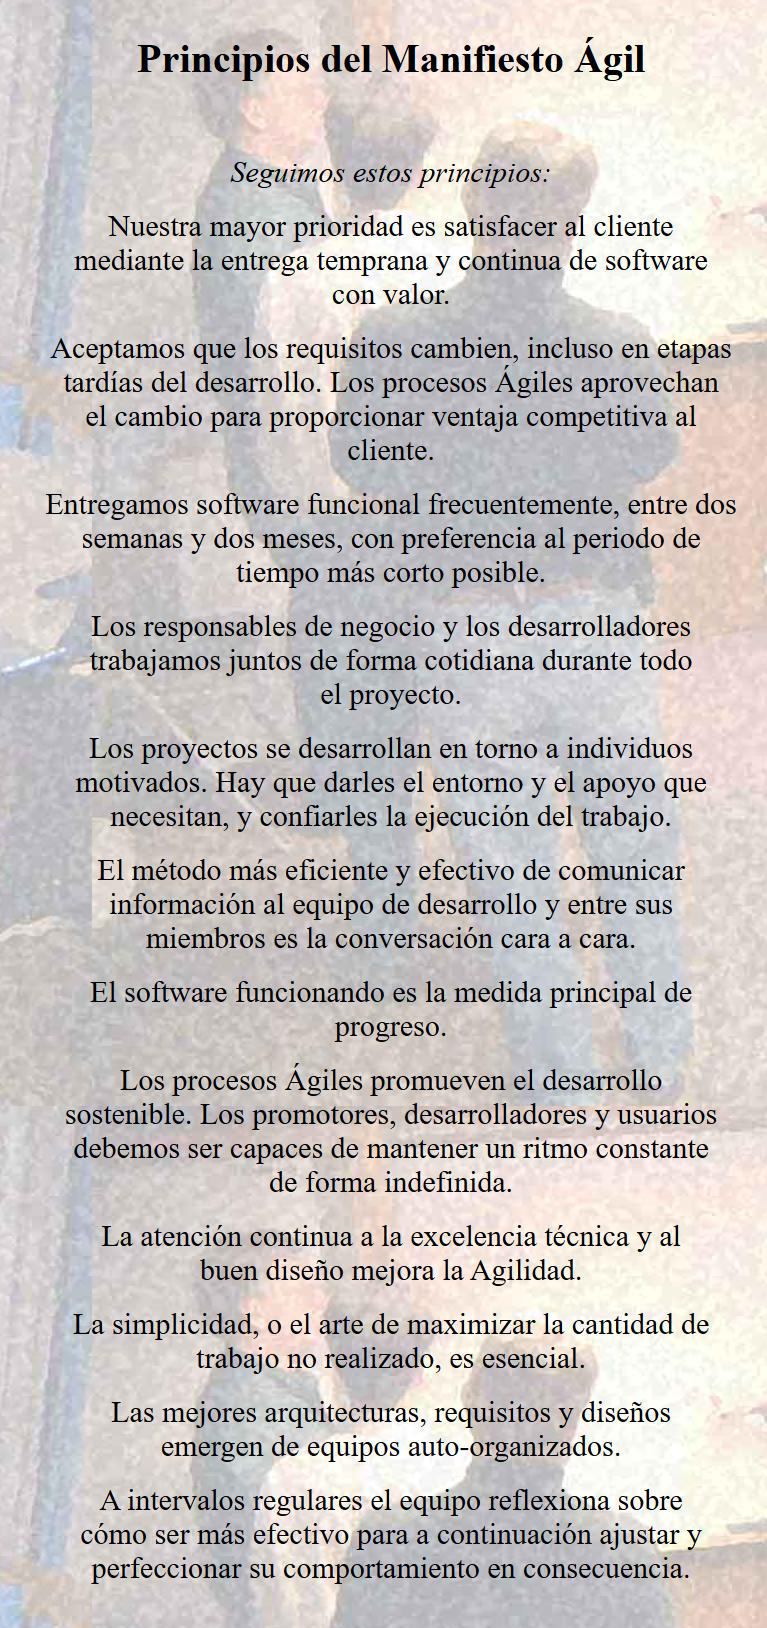 Principios del Manifiesto Ágil
Seguimos estos principios:
Nuestra mayor prioridad es satisfacer al cliente
mediante la entrega temprana y continua de software
con valor.
Aceptamos que los requisitos cambien, incluso en etapas
tardías del desarrollo. Los procesos Ágiles aprovechan
el cambio para proporcionar ventaja competitiva al
cliente.
Entregamos software funcional frecuentemente, entre dos
semanas y dos meses, con preferencia al periodo de
tiempo más corto posible.
Los responsables de negocio y los desarrolladores
trabajamos juntos de forma cotidiana durante todo
el proyecto.
Los proyectos se desarrollan en torno a individuos
motivados. Hay que darles el entorno y el apoyo que
necesitan, y confiarles la ejecución del trabajo.
El método más eficiente y efectivo de comunicar
información al equipo de desarrollo y entre sus
miembros es la conversación cara a cara.
El software funcionando es la medida principal de
progreso.
Los procesos Ágiles promueven el desarrollo
sostenible. Los promotores, desarrolladores y usuarios
debemos ser capaces de mantener un ritmo constante
de forma indefinida.
La atención continua a la excelencia técnica y al
buen diseño mejora la Agilidad.
La simplicidad, o el arte de maximizar la cantidad de
trabajo no realizado, es esencial.
Las mejores arquitecturas, requisitos y diseños
emergen de equipos auto-organizados.
A intervalos regulares el equipo reflexiona sobre
cómo ser más efectivo para a continuación ajustar y
perfeccionar su comportamiento en consecuencia.